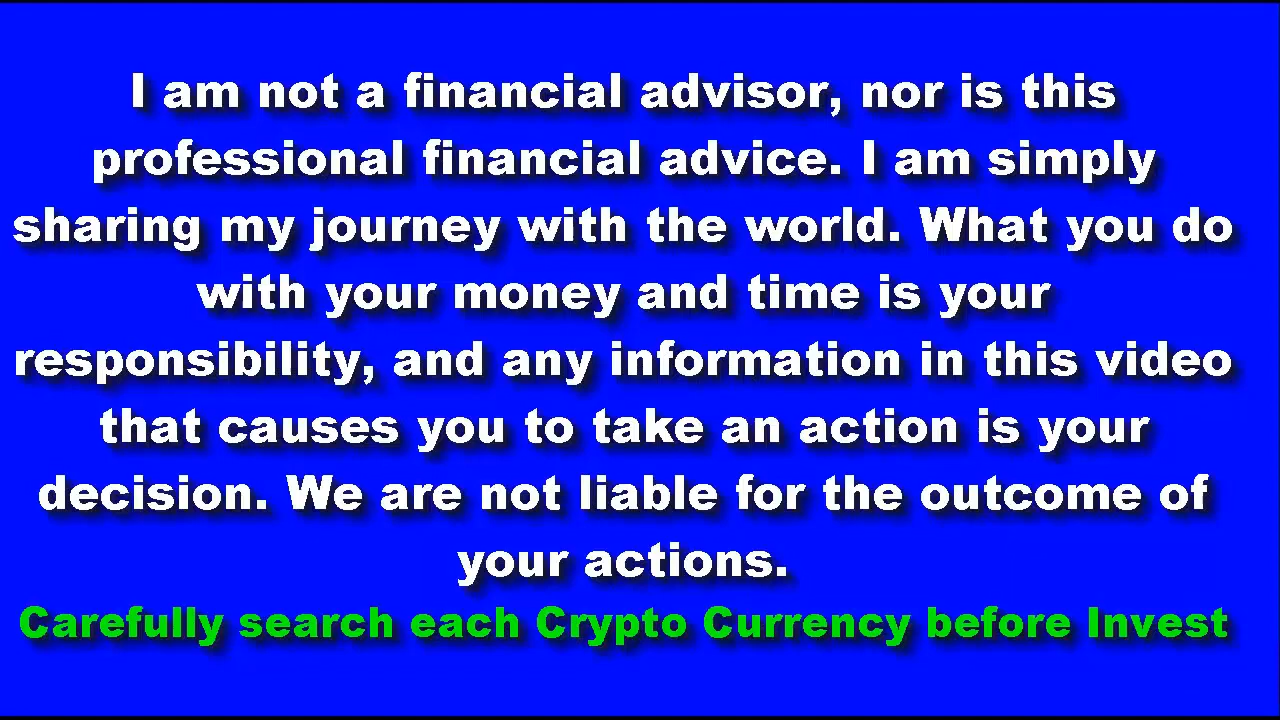 I am not a financial advisor, nor is this
professional financial advice. I am simply
sharing my journey with the world. What you do
with your money and time is your
responsibility, and any information in this video
that causes you to take an action is your
decision. We are not liable for the outcome of
your actions.
Carefully search each Crypto Currency before Invest